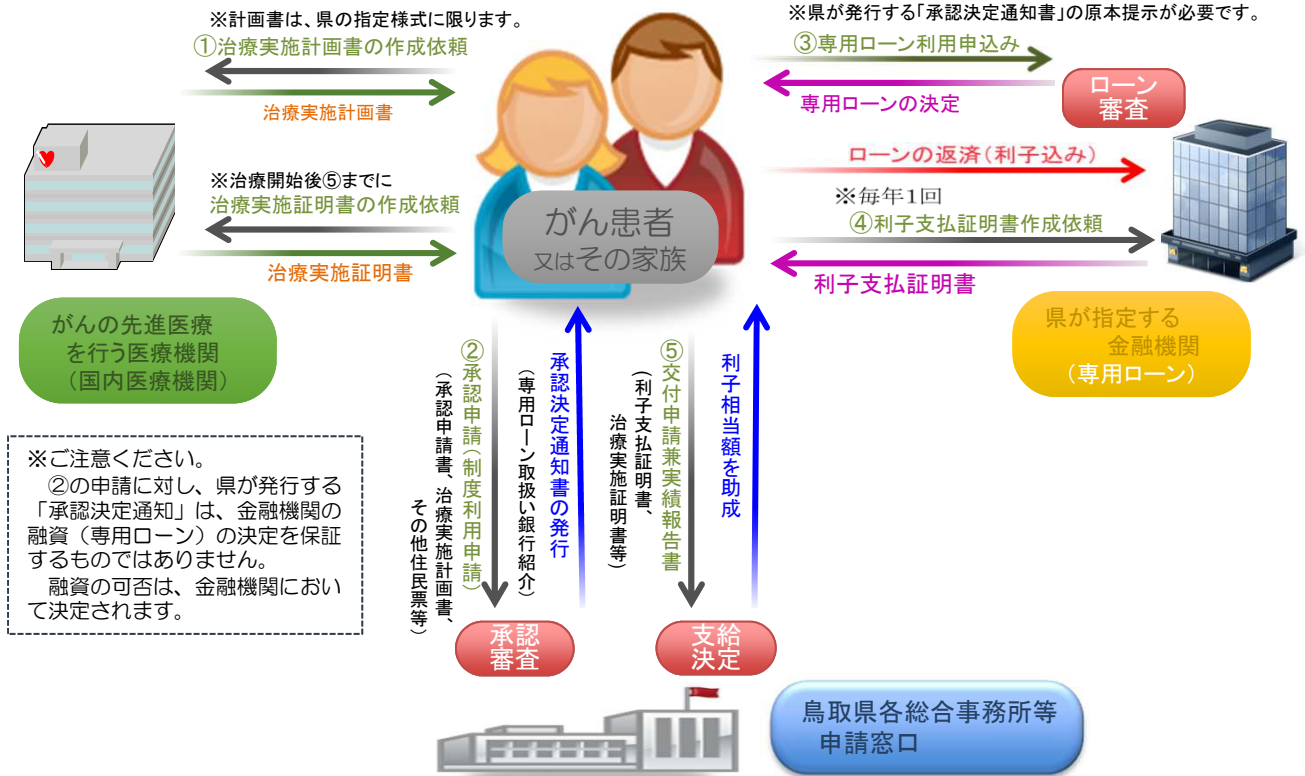 ※計画書は、県の指定様式に限ります。
①治療実施計画書の作成依頼
治療実施計画書
※治療開始後⑤までに
治療実施証明書の作成依頼
治療実施証明書
がんの先進医療
を行う医療機関
（国内医療機関）
がん患者
又はその家族
※県が発行する「承認決定通知書」の原本提示が必要です。
③専用ローン利用申込み
専用ローンの決定
ローン
審査
ローンの返済（利子込み）
※毎年1回
④利子支払証明書作成依頼
利子支払証明書
県が指定する
金融機関
（専用ローン）
②承認申請（制度利用申請）
（承認申請書、治療実施計画書、
その他住民票等）
承認決定通知書の発行
（専用ローン取扱い銀行紹介）
⑤交付申請兼実績報告書
（利子支払証明書、
治療実施証明書等）
利子相当額を助成
※ご注意ください。
②の申請に対し、県が発行する
「承認決定通知」は、金融機関の
融資（専用ローン）の決定を保証
するものではありません。
融資の可否は、金融機関におい
て決定されます。
承認
審査
支給
決定
鳥取県各総合事務所等
申請窓口